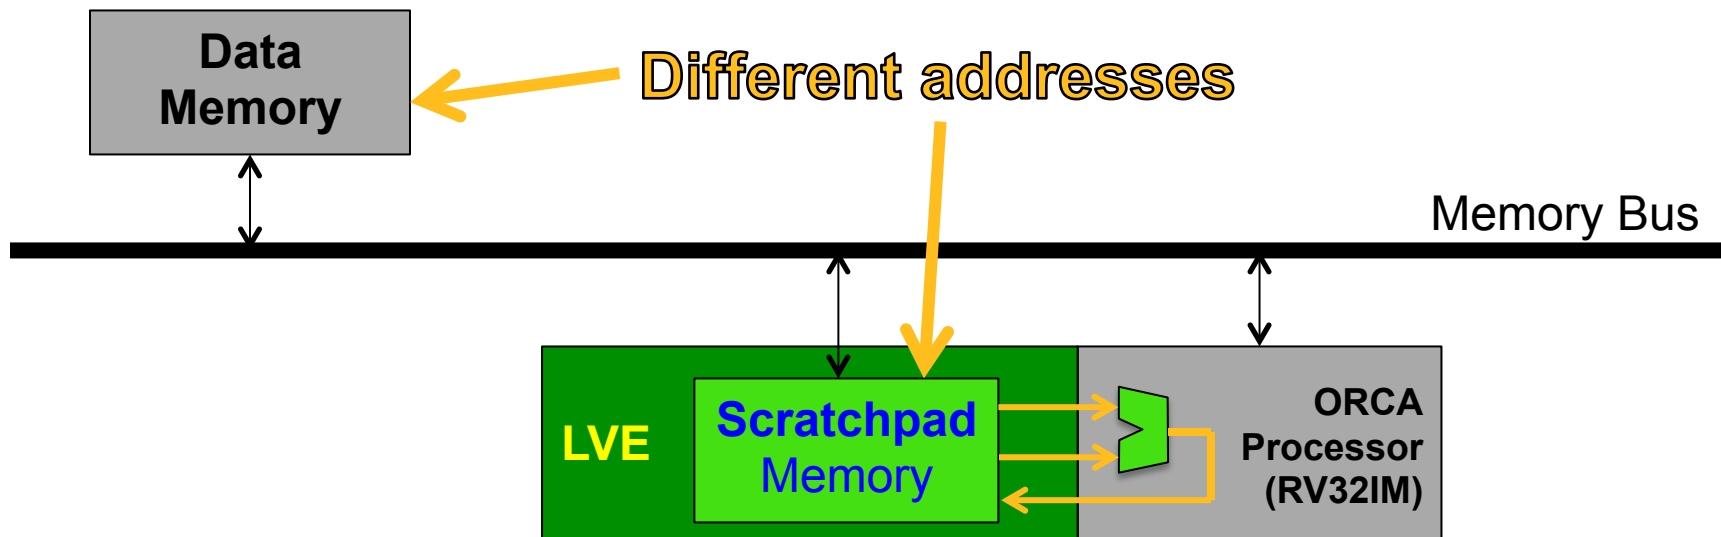 Data
Memory
Different addresses
Memory Bus
LVE
Scratchpad
Memory
ORCA
Processor
(RV32IM)